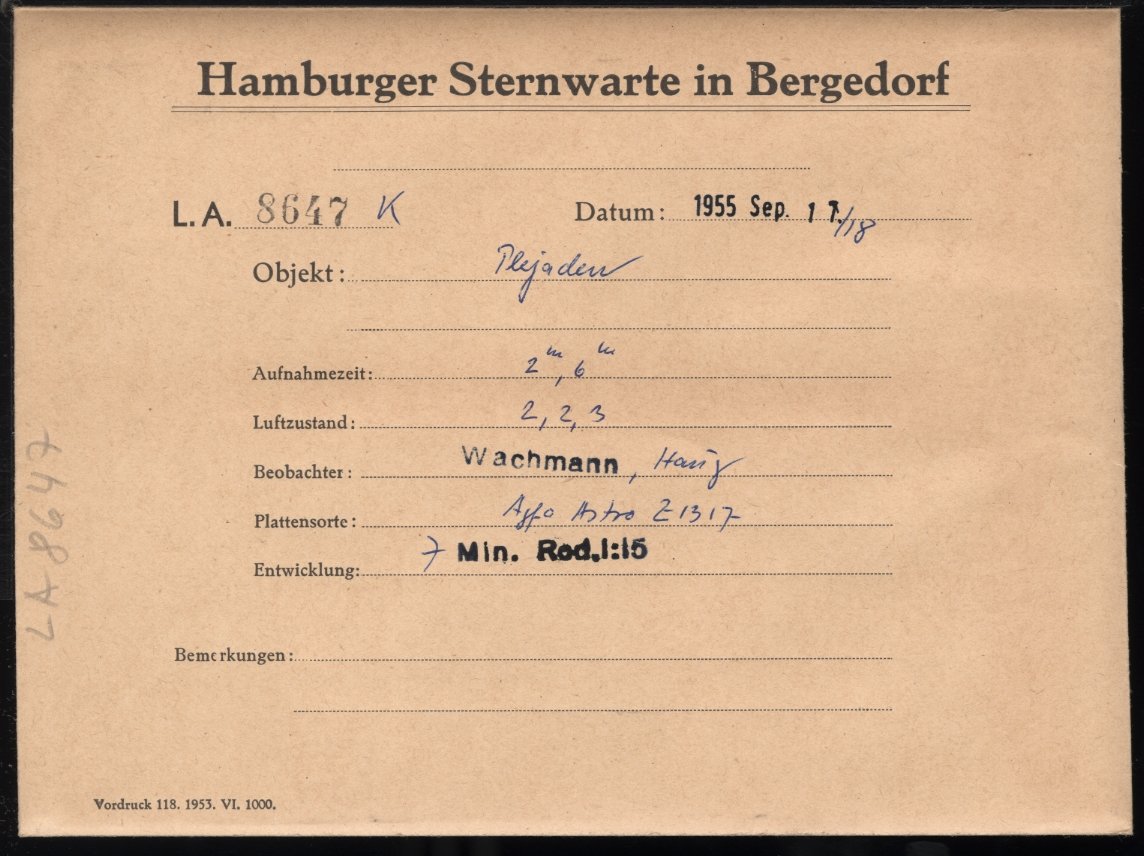 Hamburger Sternwarte in Bergedorf
L. A. 8647 K Datum: 1955 Sep. 17./18
Objekt: Plejaden
Aufnahmezeit: 2ᵐ, 6ᵐ
Luftzustand: 2, 2, 3
Beobachter: Wachmann, Haug
Plattensorte: Agfa Astro Z 1317
Entwicklung: 7 Min. Rod.1:15
Bemerkungen:
Vordruck 118. 1953. VI. 1000.
LA 8647